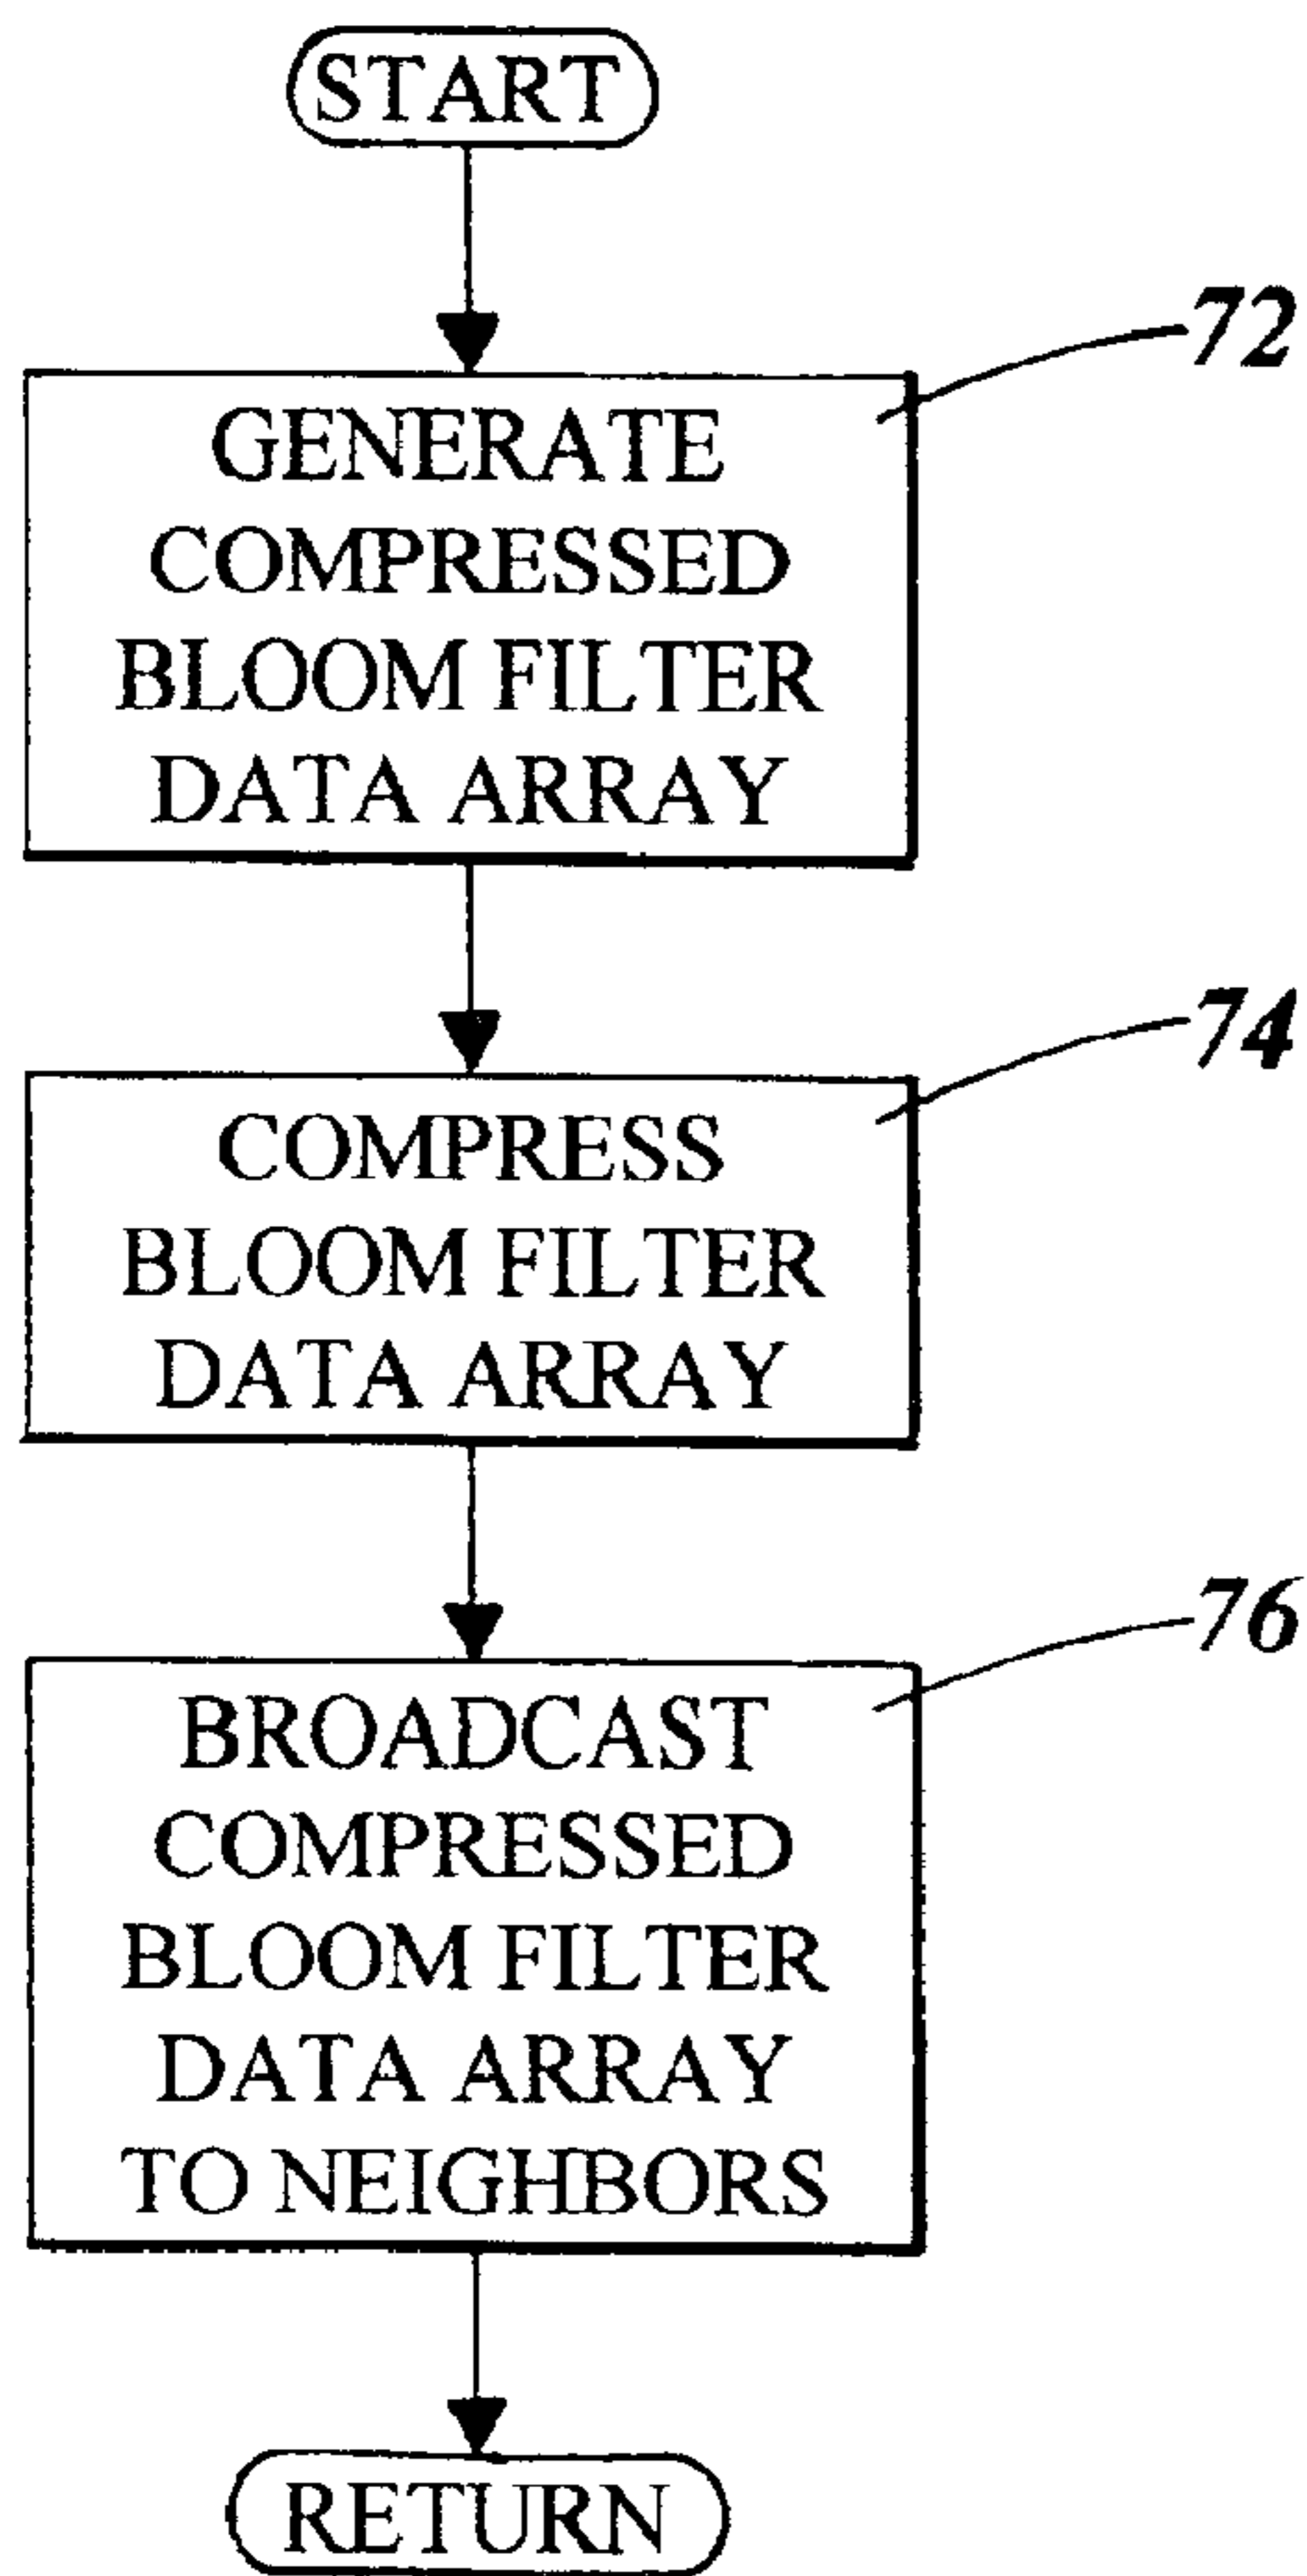 START
72
GENERATE
COMPRESSED
BLOOM FILTER
DATA ARRAY
74
COMPRESS
BLOOM FILTER
DATA ARRAY
76
BROADCAST
COMPRESSED
BLOOM FILTER
DATA ARRAY
TO NEIGHBORS
RETURN